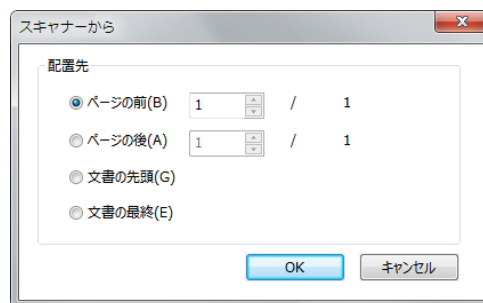 スキャナーから
配置先
ページの前(B) 1 / 1
ページの後(A) 1 / 1
文書の先頭(G)
文書の最終(E)
OK キャンセル